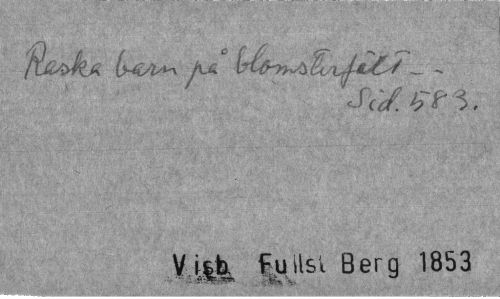 Raska barn på blomsterfält - -
Sid. 583.
Visb Fullst Berg 1853